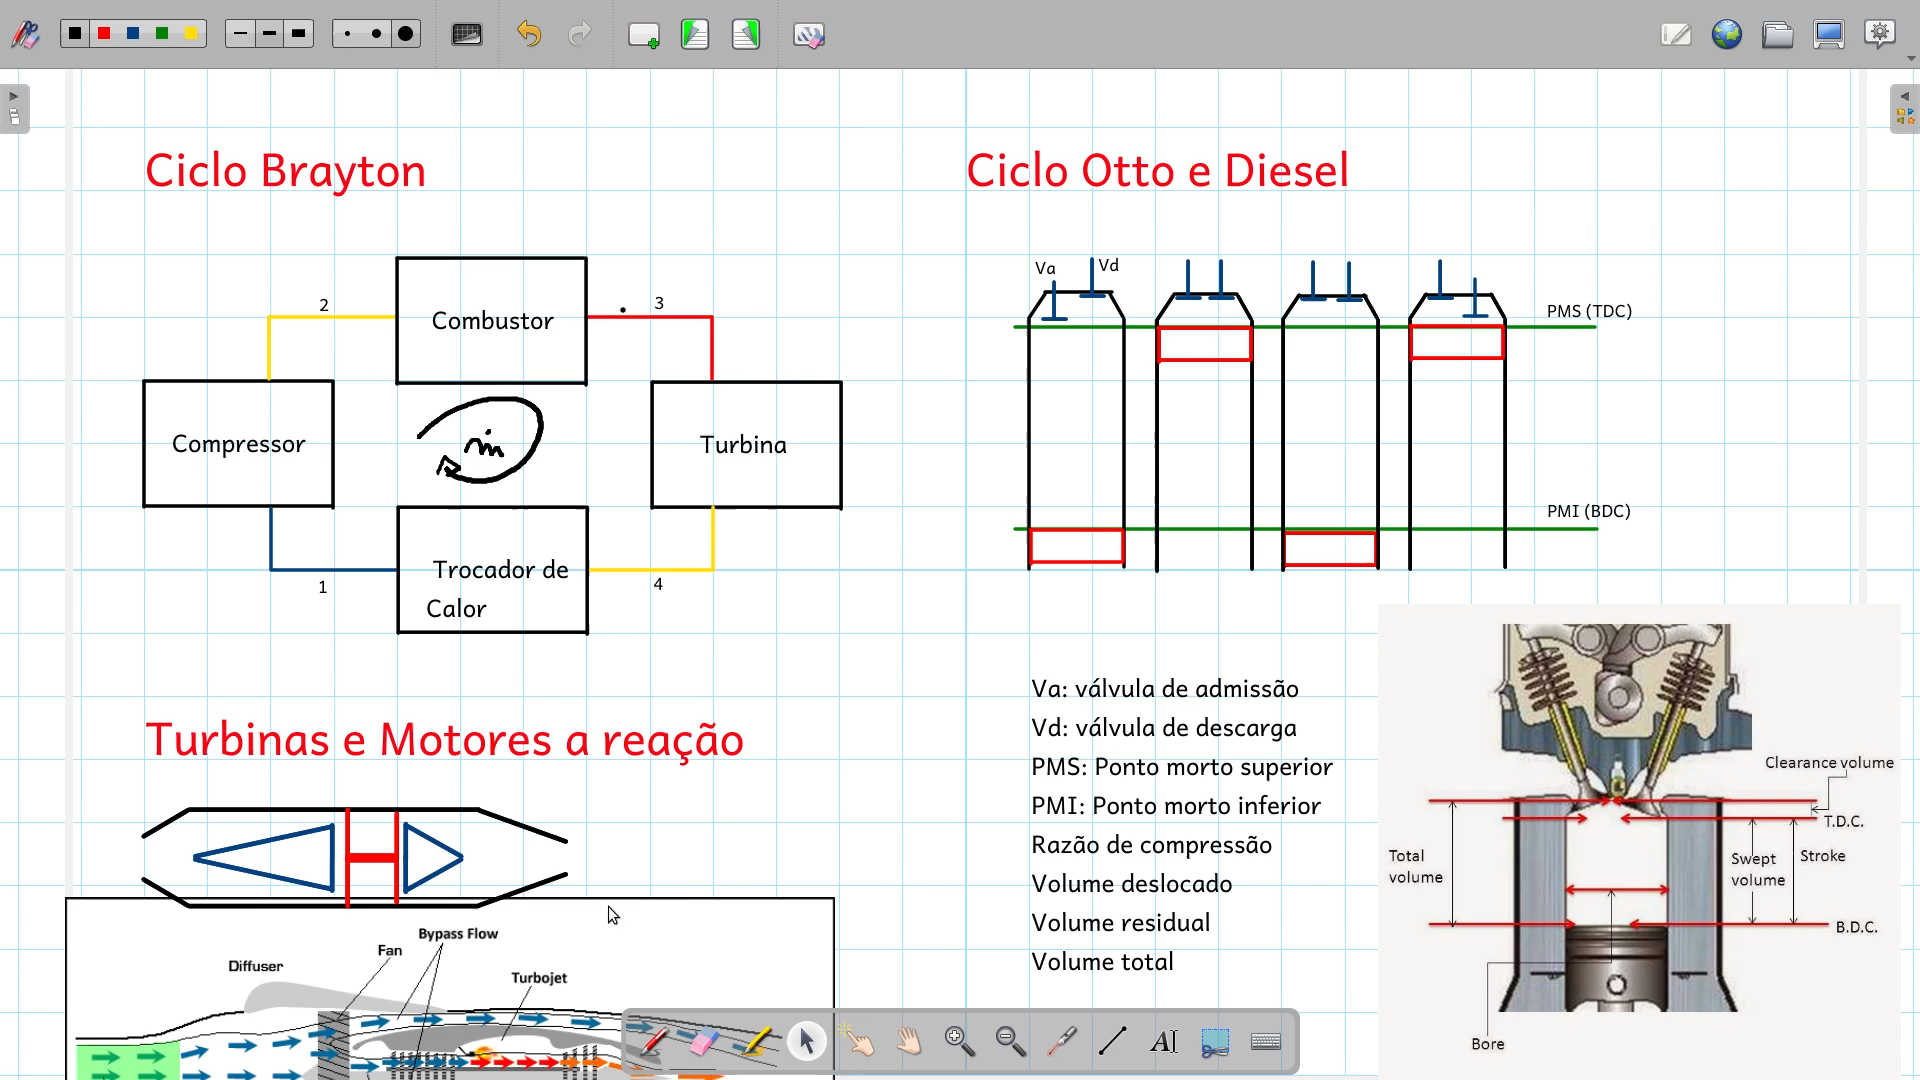 Ciclo Brayton
Combustor
2
3
Compressor
ṁ
Turbina
Trocador de
Calor
1
4
Turbinas e Motores a reação
Bypass Flow
Fan
Diffuser
Turbojet
Ciclo Otto e Diesel
Va
Vd
PMS (TDC)
PMI (BDC)
Va: válvula de admissão
Vd: válvula de descarga
PMS: Ponto morto superior
PMI: Ponto morto inferior
Razão de compressão
Volume deslocado
Volume residual
Volume total
Clearance volume
T.D.C.
Total
volume
Swept
volume
Stroke
B.D.C.
Bore
AI